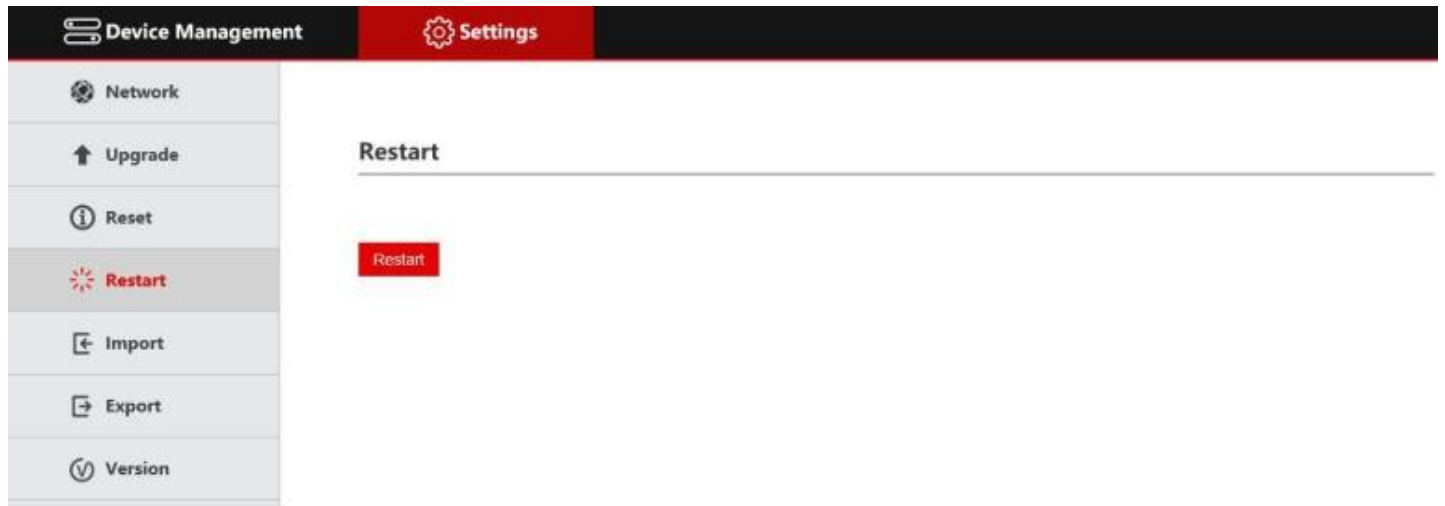 Device Management
Settings
Network
Upgrade
Reset
Restart
Import
Export
Version
Restart
Restart